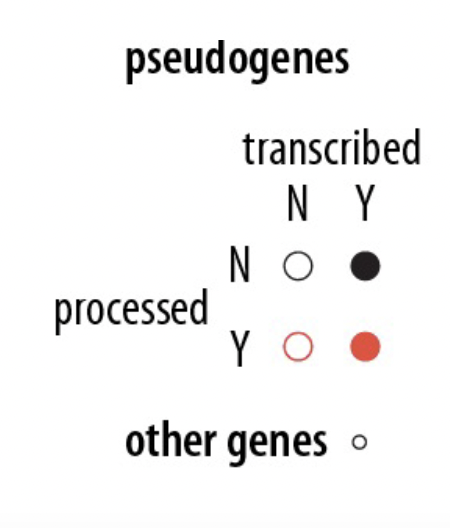 pseudogenes
transcribed
N Y
N
processed
Y
other genes